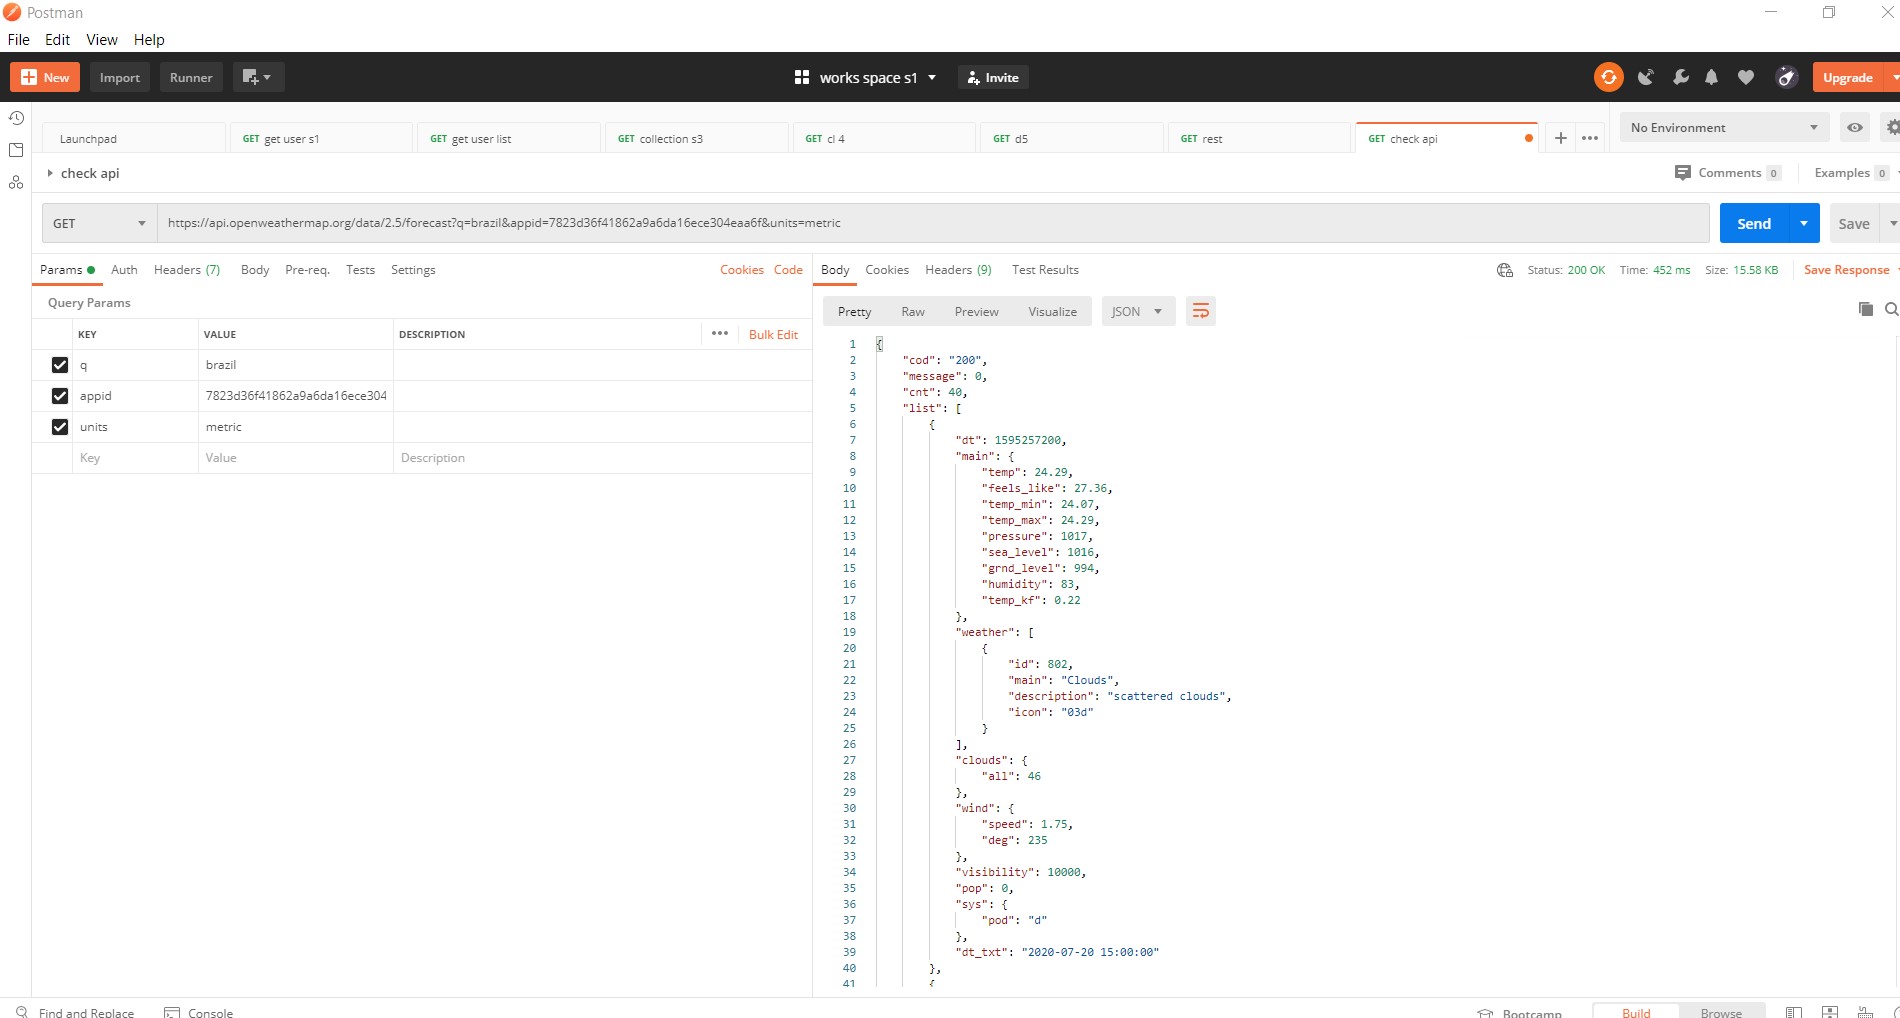 Postman
File Edit View Help
New Import Runner works space s1 Invite Upgrade
Launchpad GET get user s1 GET get user list GET collection s3 GET cl 4 GET d5 GET rest GET check api No Environment
check api Comments 0 Examples 0
GET https://api.openweathermap.org/data/2.5/forecast?q=brazil&appid=7823d36f41862a9a6da16ece304eaa6f&units=metric Send Save
Params Auth Headers (7) Body Pre-req. Tests Settings Cookies Code
Body Cookies Headers (9) Test Results Status: 200 OK Time: 452 ms Size: 15.58 KB Save Response
Query Params
KEY VALUE DESCRIPTION Bulk Edit
q brazil
appid 7823d36f41862a9a6da16ece304
units metric
Key Value Description
Pretty Raw Preview Visualize JSON
1 {
2 "cod": "200",
3 "message": 0,
4 "cnt": 40,
5 "list": [
6 {
7 "dt": 1595257200,
8 "main": {
9 "temp": 24.29,
10 "feels_like": 27.36,
11 "temp_min": 24.07,
12 "temp_max": 24.29,
13 "pressure": 1017,
14 "sea_level": 1016,
15 "grnd_level": 994,
16 "humidity": 83,
17 "temp_kf": 0.22
18 },
19 "weather": [
20 {
21 "id": 802,
22 "main": "Clouds",
23 "description": "scattered clouds",
24 "icon": "03d"
25 }
26 ],
27 "clouds": {
28 "all": 46
29 },
30 "wind": {
31 "speed": 1.75,
32 "deg": 235
33 },
34 "visibility": 10000,
35 "pop": 0,
36 "sys": {
37 "pod": "d"
38 },
39 "dt_txt": "2020-07-20 15:00:00"
40 },
41 {
Find and Replace Console Bootcamp Build Browse